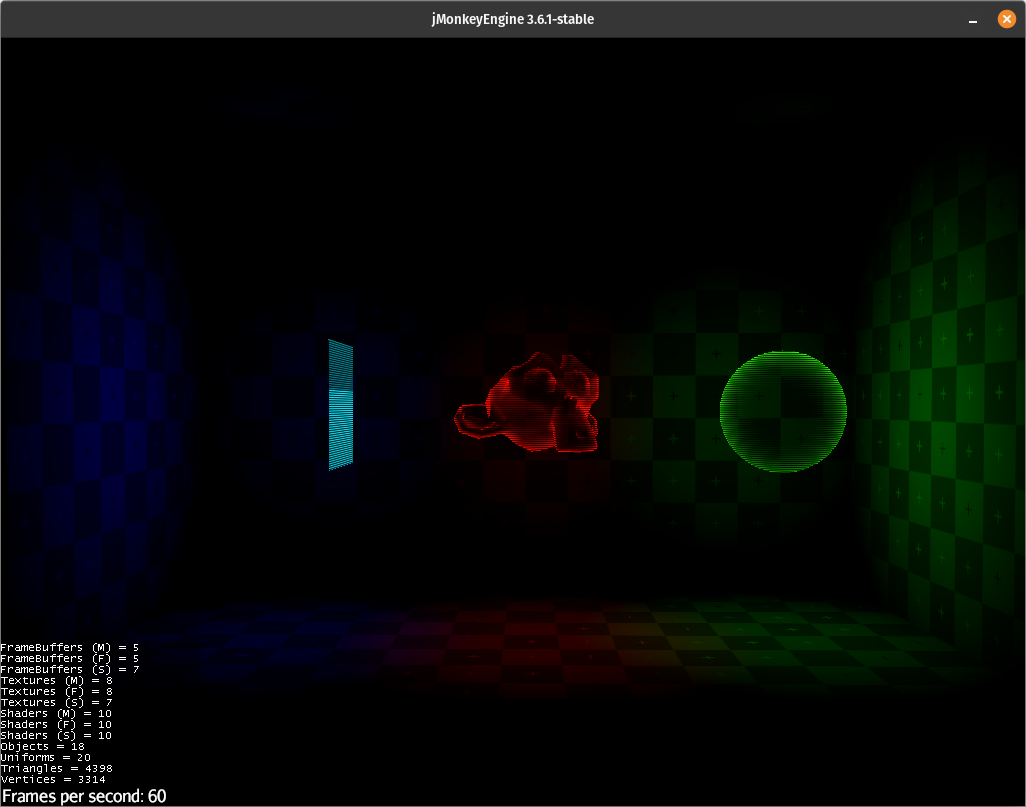 jMonkeyEngine 3.6.1-stable
FrameBuffers (M) = 5
FrameBuffers (F) = 5
FrameBuffers (S) = 7
Textures (M) = 8
Textures (F) = 8
Textures (S) = 7
Shaders (M) = 10
Shaders (F) = 10
Shaders (S) = 10
Objects = 18
Uniforms = 20
Triangles = 4398
Vertices = 3314
Frames per second: 60